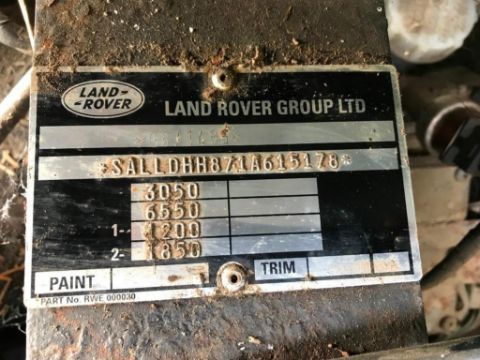 LAND-
-ROVER
LAND ROVER GROUP LTD
*SALLDHH871A615178*
3050
6550
1-- 1200
2- 1850
PAINT
TRIM
PART No. RWE 000030